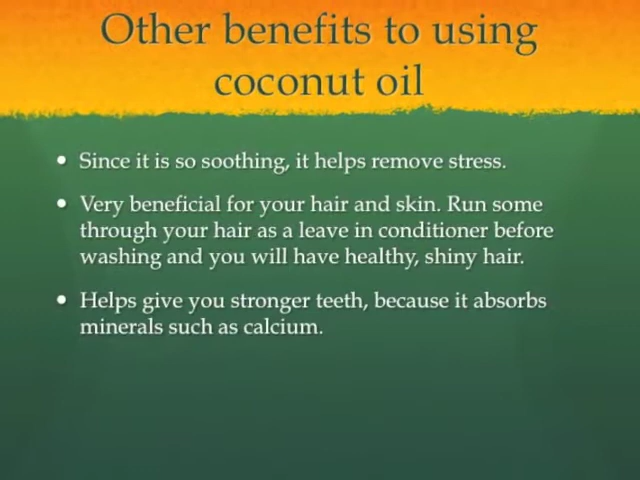 Other benefits to using
coconut oil
• Since it is so soothing, it helps remove stress.
• Very beneficial for your hair and skin. Run some
through your hair as a leave in conditioner before
washing and you will have healthy, shiny hair.
• Helps give you stronger teeth, because it absorbs
minerals such as calcium.